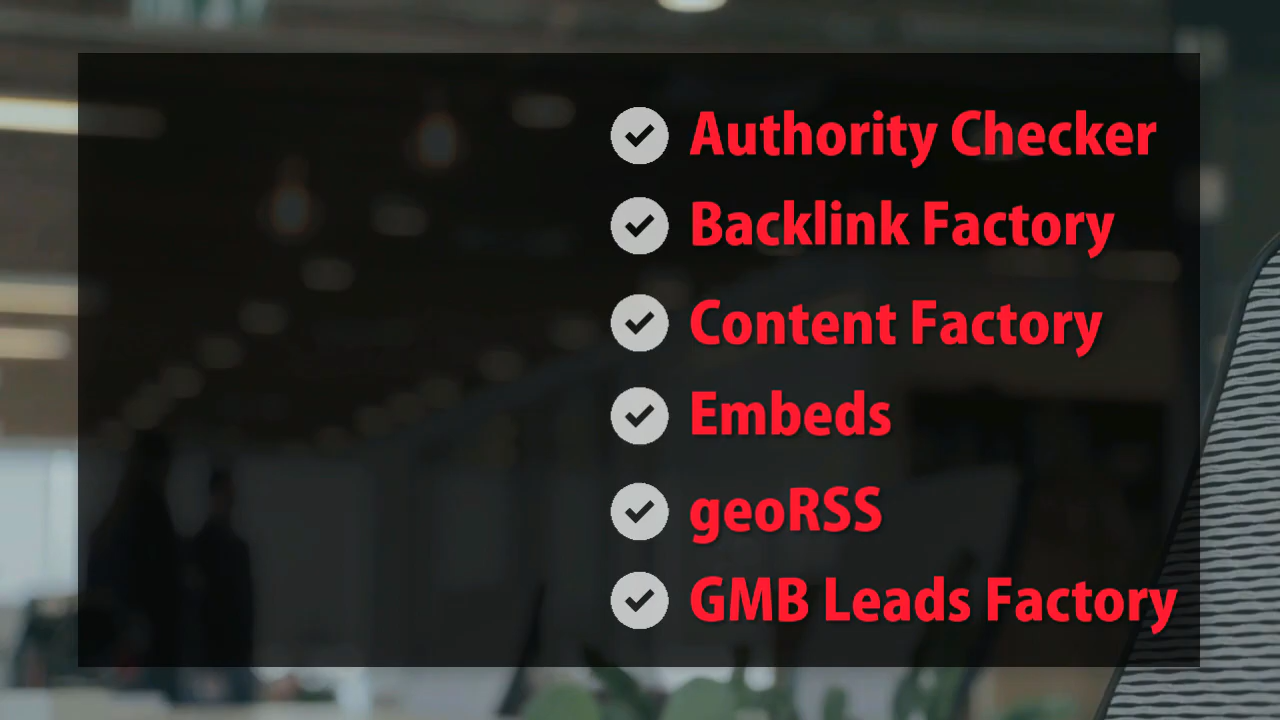 Authority Checker
Backlink Factory
Content Factory
Embeds
geoRSS
GMB Leads Factory